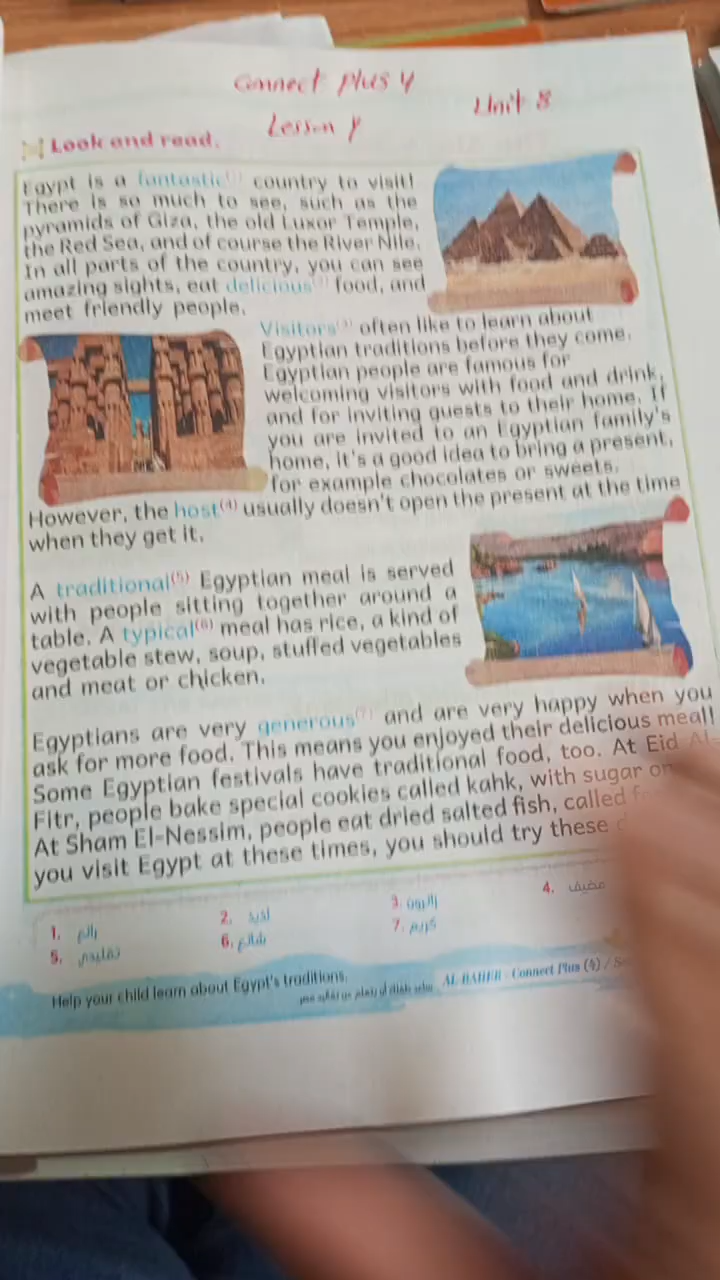 Connect Plus 4
Unit 8
Lesson
Look and read.
Egypt is a fantastic(1) country to visit!
There is so much to see, such as the
pyramids of Giza, the old Luxor Temple,
the Red Sea, and of course the River Nile.
In all parts of the country, you can see
amazing sights, eat delicious(2) food, and
meet friendly people.
Visitors(3) often like to learn about
Egyptian traditions before they come.
Egyptian people are famous for
welcoming visitors with food and drink,
and for inviting guests to their home. If
you are invited to an Egyptian family's
home, it's a good idea to bring a present,
for example chocolates or sweets.
However, the host(4) usually doesn't open the present at the time
when they get it.
A traditional(5) Egyptian meal is served
with people sitting together around a
table. A typical(6) meal has rice, a kind of
vegetable stew, soup, stuffed vegetables
and meat or chicken.
Egyptians are very generous(7) and are very happy when you
ask for more food. This means you enjoyed their delicious meal!
Some Egyptian festivals have traditional food, too. At Eid Al-
Fitr, people bake special cookies called kahk, with sugar on
At Sham El-Nessim, people eat dried salted fish, called
you visit Egypt at these times, you should try these
1. رائع
2. لذيذ
3. زائرون
4. مضيف
5. تقليدي
6. شائع
7. كريم
Help your child learn about Egypt's traditions.
AL BAHER - Connect Plus (4) /